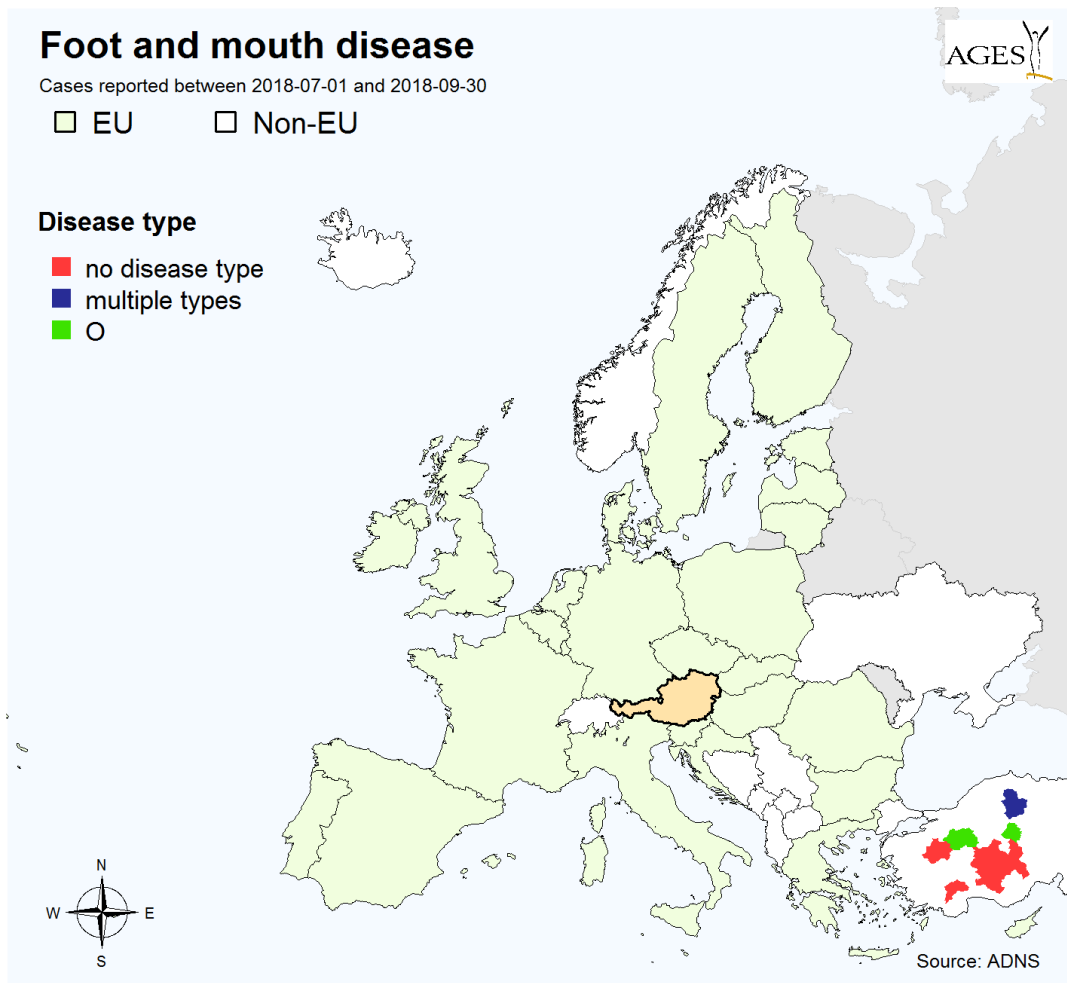 Foot and mouth disease
AGES
Cases reported between 2018-07-01 and 2018-09-30
EU Non-EU
Disease type
no disease type
multiple types
O
N
W E
S
Source: ADNS